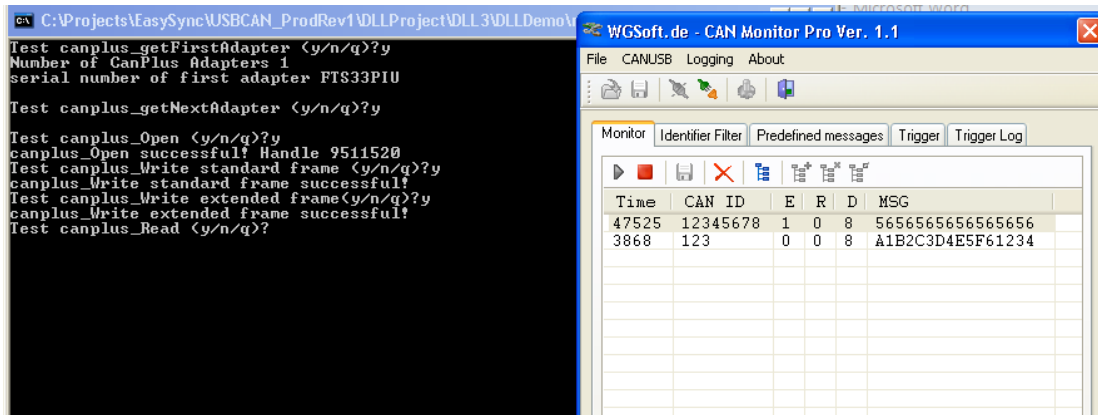 C:\Projects\EasySync\USBCAN_ProdRev1\DLLProject\DLL3\DLLDemo\
Test canplus_getFirstAdapter (y/n/q)?y
Number of CanPlus Adapters 1
serial number of first adapter FTS33PIU
Test canplus_getNextAdapter (y/n/q)?y
Test canplus_Open (y/n/q)?y
canplus_Open successful! Handle 9511520
Test canplus_Write standard frame (y/n/q)?y
canplus_Write standard frame successful!
Test canplus_Write extended frame(y/n/q)?y
canplus_Write extended frame successful!
Test canplus_Read (y/n/q)?
Microsoft Word
WGSoft.de - CAN Monitor Pro Ver. 1.1
File CANUSB Logging About
Monitor Identifier Filter Predefined messages Trigger Trigger Log
Time CAN ID E R D MSG
47525 12345678 1 0 8 5656565656565656
3868 123 0 0 8 A1B2C3D4E5F61234